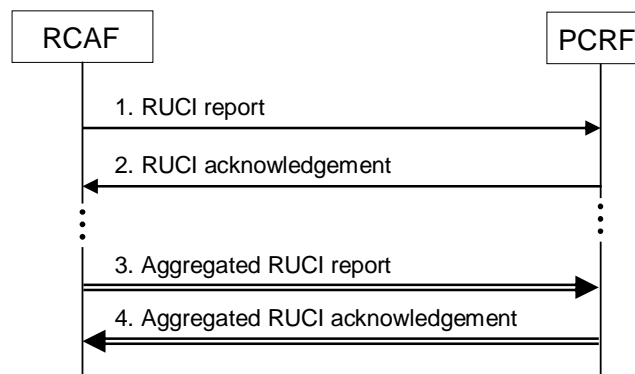 RCAF
PCRF
1. RUCI report
2. RUCI acknowledgement
3. Aggregated RUCI report
4. Aggregated RUCI acknowledgement